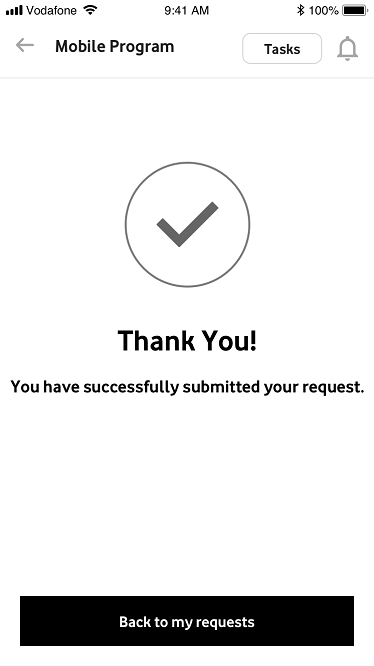 Vodafone 9:41 AM 100%
Mobile Program Tasks
Thank You!
You have successfully submitted your request.
Back to my requests